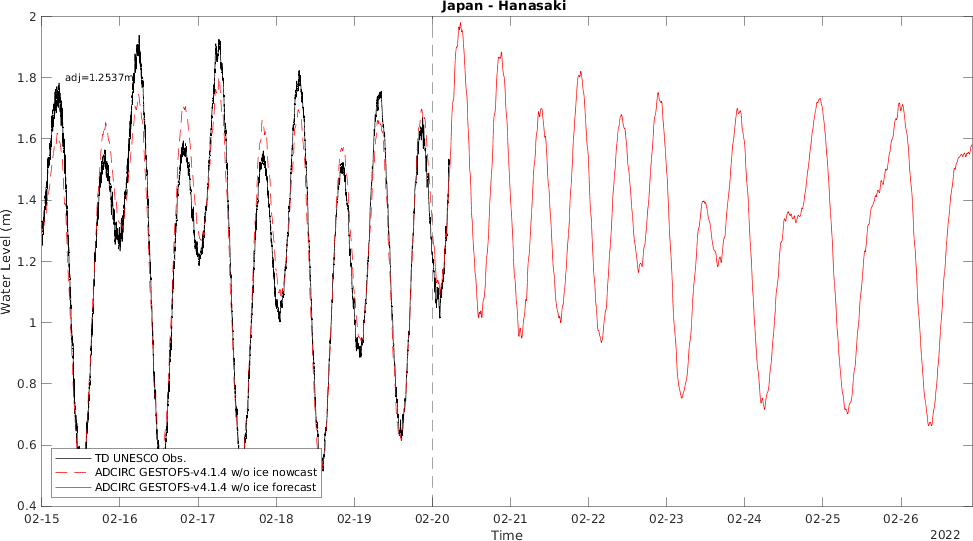 Japan - Hanasaki
2
1.8
1.6
1.4
1.2
1
0.8
0.6
0.4
Water Level (m)
adj=1.2537m
TD UNESCO Obs.
ADCIRC GESTOFS-v4.1.4 w/o ice nowcast
ADCIRC GESTOFS-v4.1.4 w/o ice forecast
02-15 02-16 02-17 02-18 02-19 02-20 02-21 02-22 02-23 02-24 02-25 02-26
Time
2022